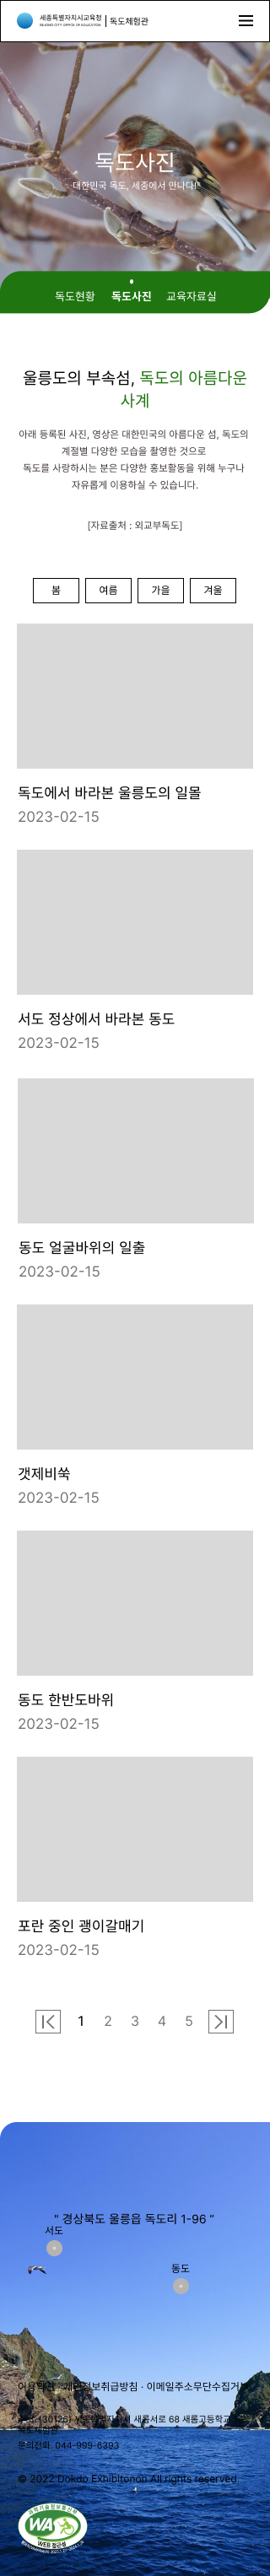 세종특별자치시교육청 독도체험관
SEJONG CITY OFFICE OF EDUCATION
독도사진
대한민국 독도, 세종에서 만나다!
독도현황 독도사진 교육자료실
울릉도의 부속섬, 독도의 아름다운
사계
아래 등록된 사진, 영상은 대한민국의 아름다운 섬, 독도의
계절별 다양한 모습을 촬영한 것으로
독도를 사랑하시는 분은 다양한 홍보활동을 위해 누구나
자유롭게 이용하실 수 있습니다.
[자료출처 : 외교부독도]
봄 여름 가을 겨울
독도에서 바라본 울릉도의 일몰
2023-02-15
서도 정상에서 바라본 동도
2023-02-15
동도 얼굴바위의 일출
2023-02-15
갯제비쑥
2023-02-15
동도 한반도바위
2023-02-15
포란 중인 괭이갈매기
2023-02-15
1 2 3 4 5
“ 경상북도 울릉읍 독도리 1-96 ”
서도
동도
이용약관 · 개인정보취급방침 · 이메일주소무단수집거부
(30126) 새롬서로 68 새롬고등학교
독도체험관
문의전화. 044-999-6393
© 2022 Dokdo Exhibitonon All rights reserved.
WA
WEB 접근성